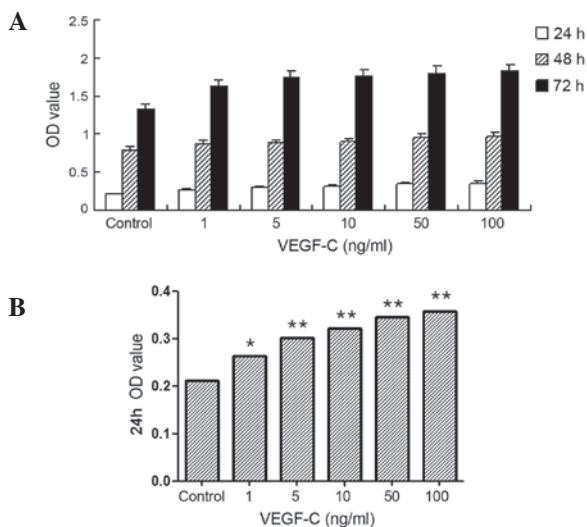 A
2.5
2
1.5
1
0.5
0
OD value
24 h
48 h
72 h
Control 1 5 10 50 100
VEGF-C (ng/ml)
B
0.4
0.3
0.2
0.1
0.0
24h OD value
* ** ** ** **
Control 1 5 10 50 100
VEGF-C (ng/ml)